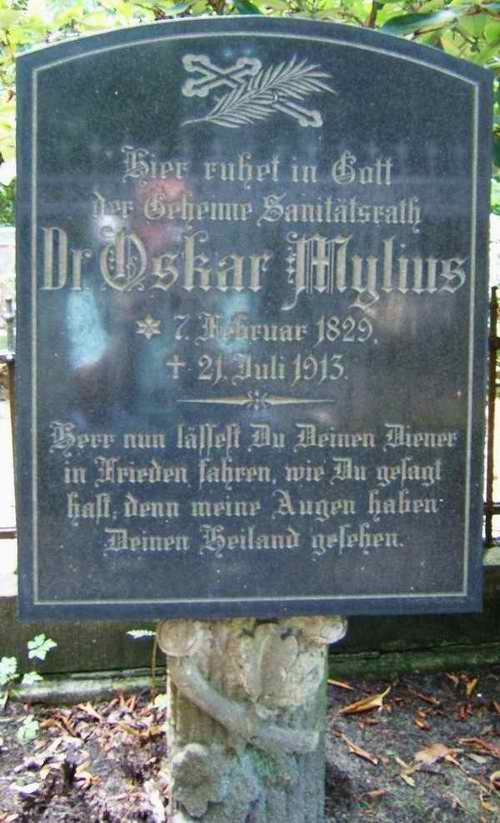 Hier ruhet in Gott
der Geheime Sanitätsrath
Dr. Oskar Mylius
* 7. Februar 1829.
† 21. Juli 1913.
Herr nun läſſeſt Du Deinen Diener
in Frieden fahren, wie Du geſagt
haſt, denn meine Augen haben
Deinen Heiland geſehen.